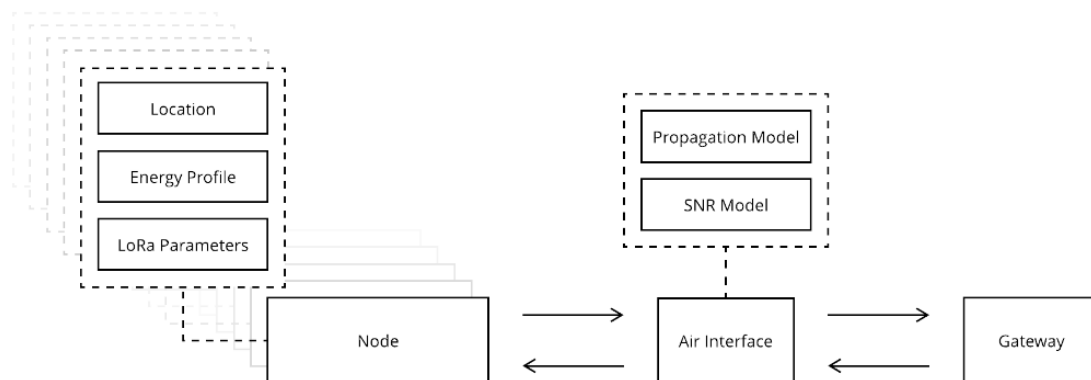 Location
Energy Profile
LoRa Parameters
Propagation Model
SNR Model
Node
Air Interface
Gateway